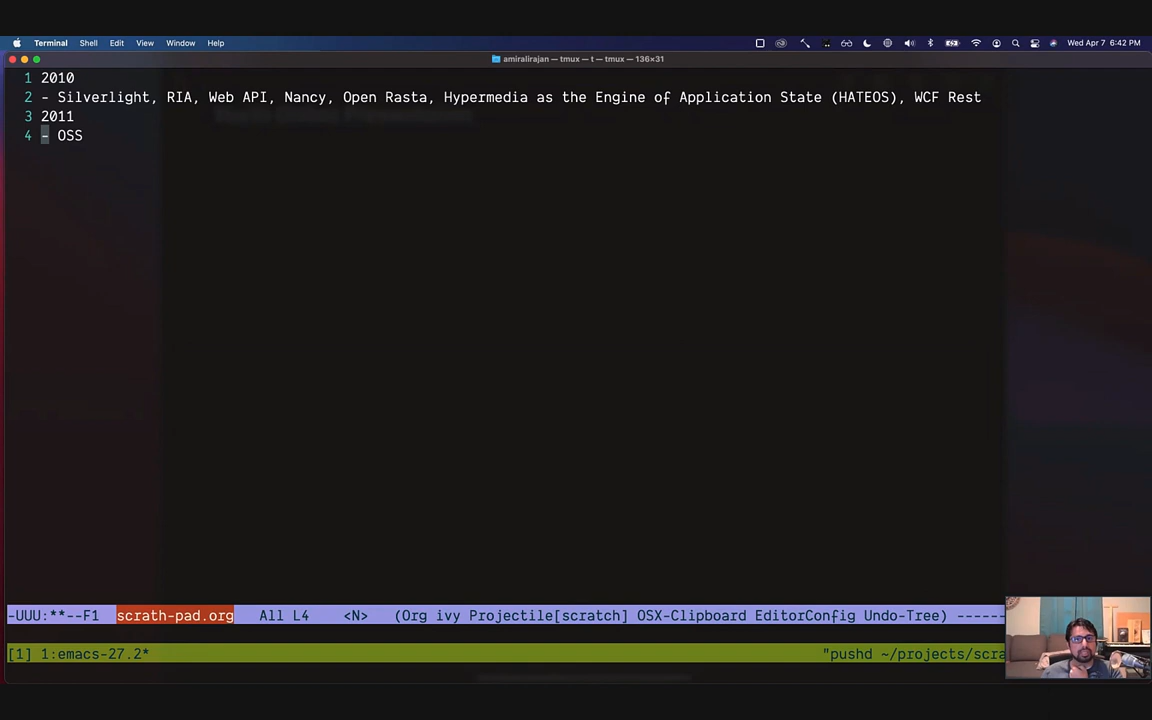 Terminal Shell Edit View Window Help Wed Apr 7 6:42 PM
amiralirajan — tmux — t — tmux — 136×31
1 2010
2 - Silverlight, RIA, Web API, Nancy, Open Rasta, Hypermedia as the Engine of Application State (HATEOS), WCF Rest
3 2011
4 - OSS
-UUU:**--F1 scrath-pad.org All L4 <N> (Org ivy Projectile[scratch] OSX-Clipboard EditorConfig Undo-Tree) ------
[1] 1:emacs-27.2* "pushd ~/projects/scra